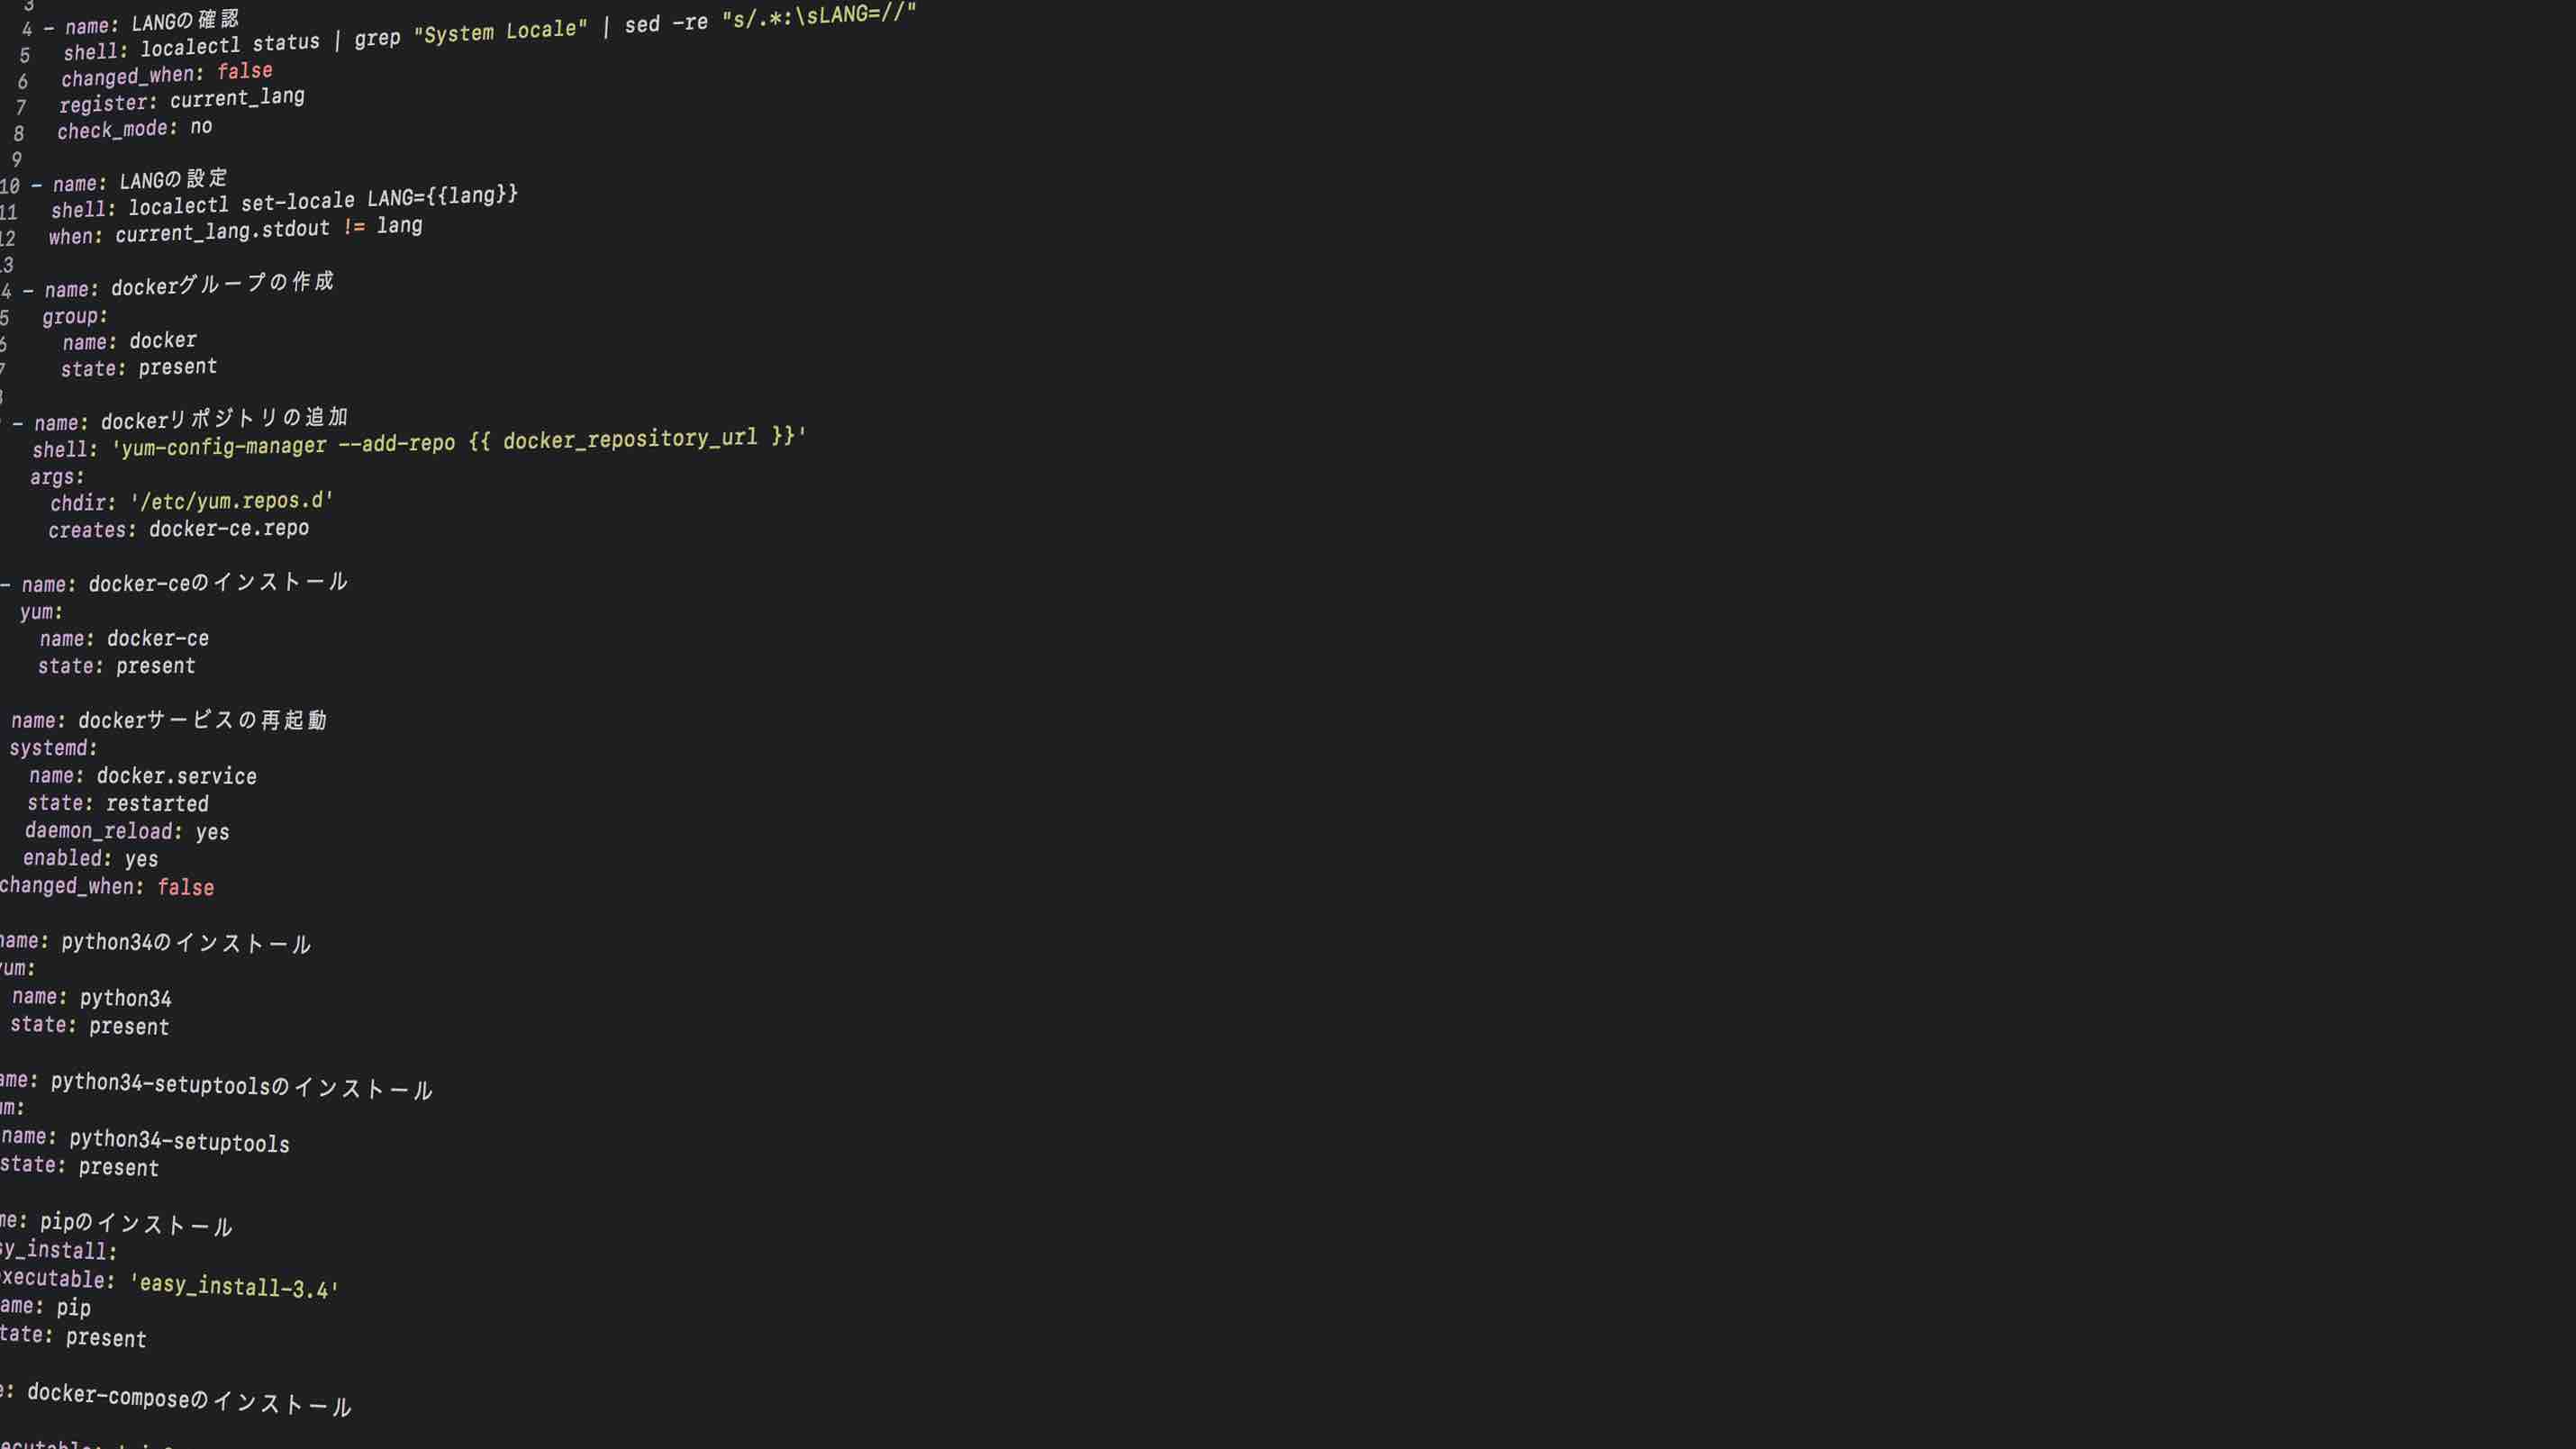 3
4 - name: LANGの確認
5 shell: localectl status | grep "System Locale" | sed -re "s/.*:\sLANG=//"
6 changed_when: false
7 register: current_lang
8 check_mode: no
9
10 - name: LANGの設定
11 shell: localectl set-locale LANG={{lang}}
12 when: current_lang.stdout != lang
3
4 - name: dockerグループの作成
5 group:
6 name: docker
7 state: present
- name: dockerリポジトリの追加
shell: 'yum-config-manager --add-repo {{ docker_repository_url }}'
args:
chdir: '/etc/yum.repos.d'
creates: docker-ce.repo
- name: docker-ceのインストール
yum:
name: docker-ce
state: present
name: dockerサービスの再起動
systemd:
name: docker.service
state: restarted
daemon_reload: yes
enabled: yes
changed_when: false
name: python34のインストール
yum:
name: python34
state: present
ame: python34-setuptoolsのインストール
um:
name: python34-setuptools
state: present
me: pipのインストール
sy_install:
executable: 'easy_install-3.4'
ame: pip
tate: present
e: docker-composeのインストール